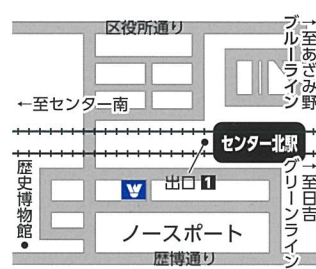 区役所通り
→至あざみ野
ブルーライン
←至センター南
センター北駅
出口 1
→至日吉
グリーンライン
歴史博物館
ノースポート
歴博通り